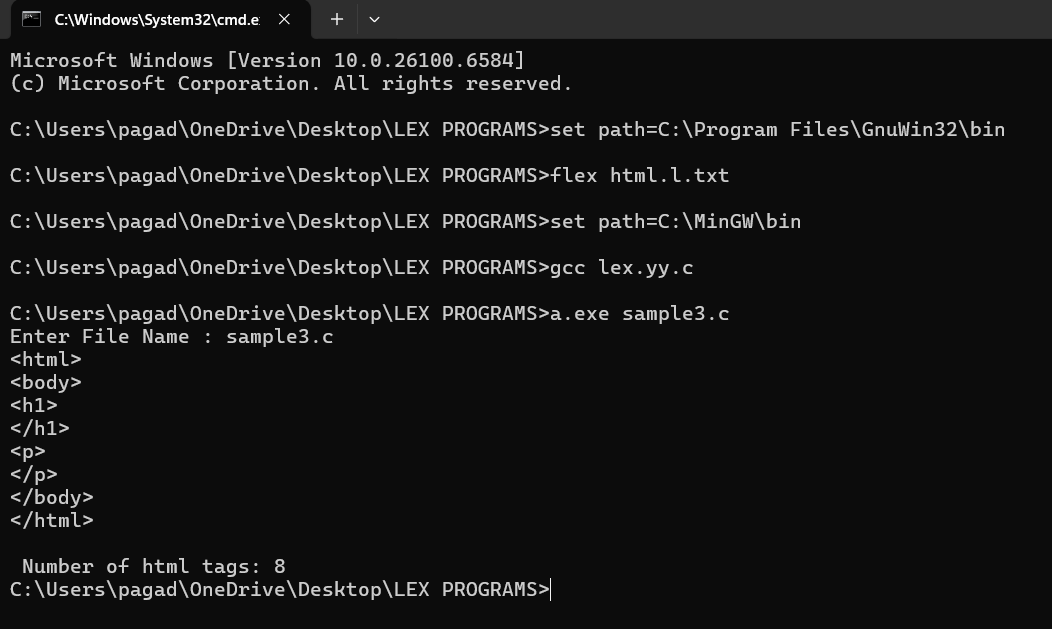 C:\Windows\System32\cmd.e
Microsoft Windows [Version 10.0.26100.6584]
(c) Microsoft Corporation. All rights reserved.
C:\Users\pagad\OneDrive\Desktop\LEX PROGRAMS>set path=C:\Program Files\GnuWin32\bin
C:\Users\pagad\OneDrive\Desktop\LEX PROGRAMS>flex html.l.txt
C:\Users\pagad\OneDrive\Desktop\LEX PROGRAMS>set path=C:\MinGW\bin
C:\Users\pagad\OneDrive\Desktop\LEX PROGRAMS>gcc lex.yy.c
C:\Users\pagad\OneDrive\Desktop\LEX PROGRAMS>a.exe sample3.c
Enter File Name : sample3.c
<html>
<body>
<h1>
</h1>
<p>
</p>
</body>
</html>
Number of html tags: 8
C:\Users\pagad\OneDrive\Desktop\LEX PROGRAMS>